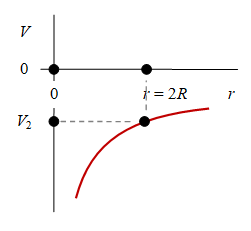 V
0
0 r = 2R r
V₂